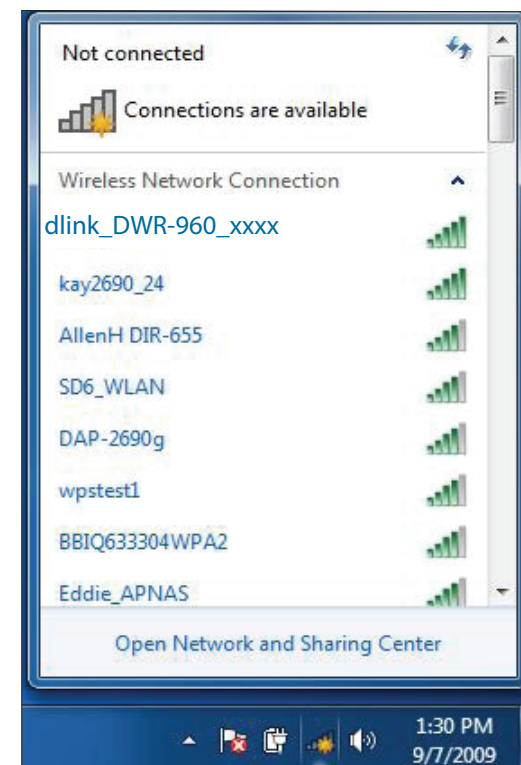 Not connected
Connections are available
Wireless Network Connection
dlink_DWR-960_xxxx
kay2690_24
AllenH DIR-655
SD6_WLAN
DAP-2690g
wpstest1
BBIQ633304WPA2
Eddie_APNAS
Open Network and Sharing Center
1:30 PM
9/7/2009